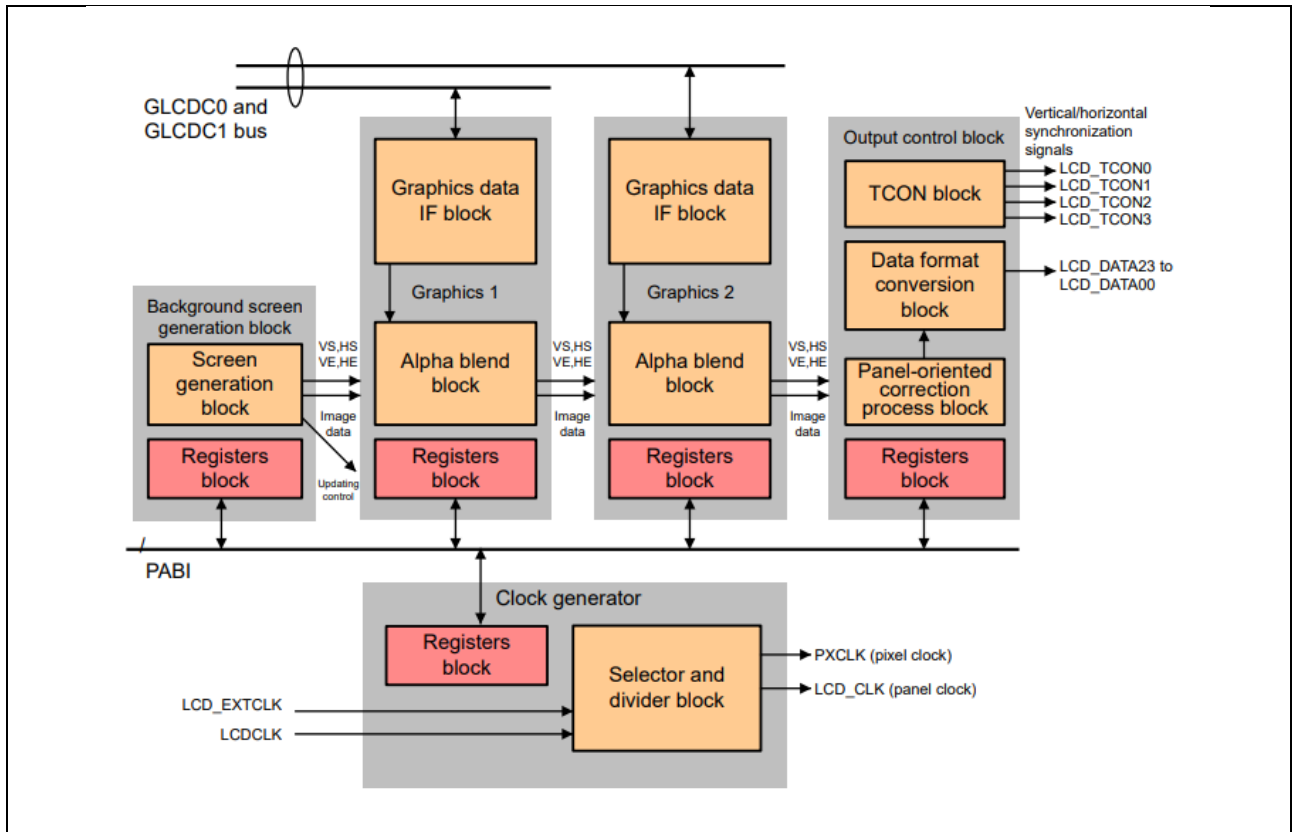 GLCDC0 and
GLCDC1 bus
Graphics data
IF block
Graphics 1
Alpha blend
block
Registers
block
Graphics data
IF block
Graphics 2
Alpha blend
block
Registers
block
Background screen
generation block
Screen
generation
block
Registers
block
VS,HS
VE,HE
Image
data
Updating
control
VS,HS
VE,HE
Image
data
VS,HS
VE,HE
Image
data
Output control block
TCON block
Data format
conversion
block
Panel-oriented
correction
process block
Registers
block
Vertical/horizontal
synchronization
signals
LCD_TCON0
LCD_TCON1
LCD_TCON2
LCD_TCON3
LCD_DATA23 to
LCD_DATA00
PABI
Clock generator
Registers
block
Selector and
divider block
LCD_EXTCLK
LCDCLK
PXCLK (pixel clock)
LCD_CLK (panel clock)